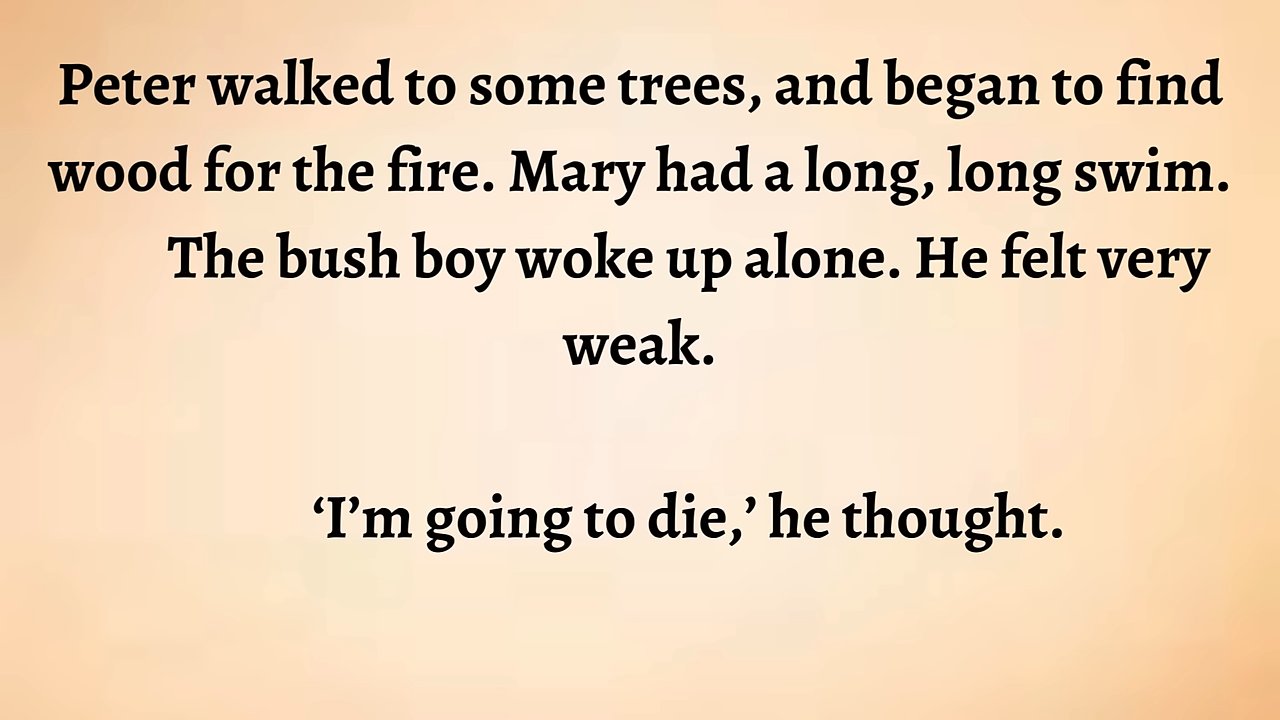 Peter walked to some trees, and began to find
wood for the fire. Mary had a long, long swim.
The bush boy woke up alone. He felt very
weak.
‘I’m going to die,’ he thought.